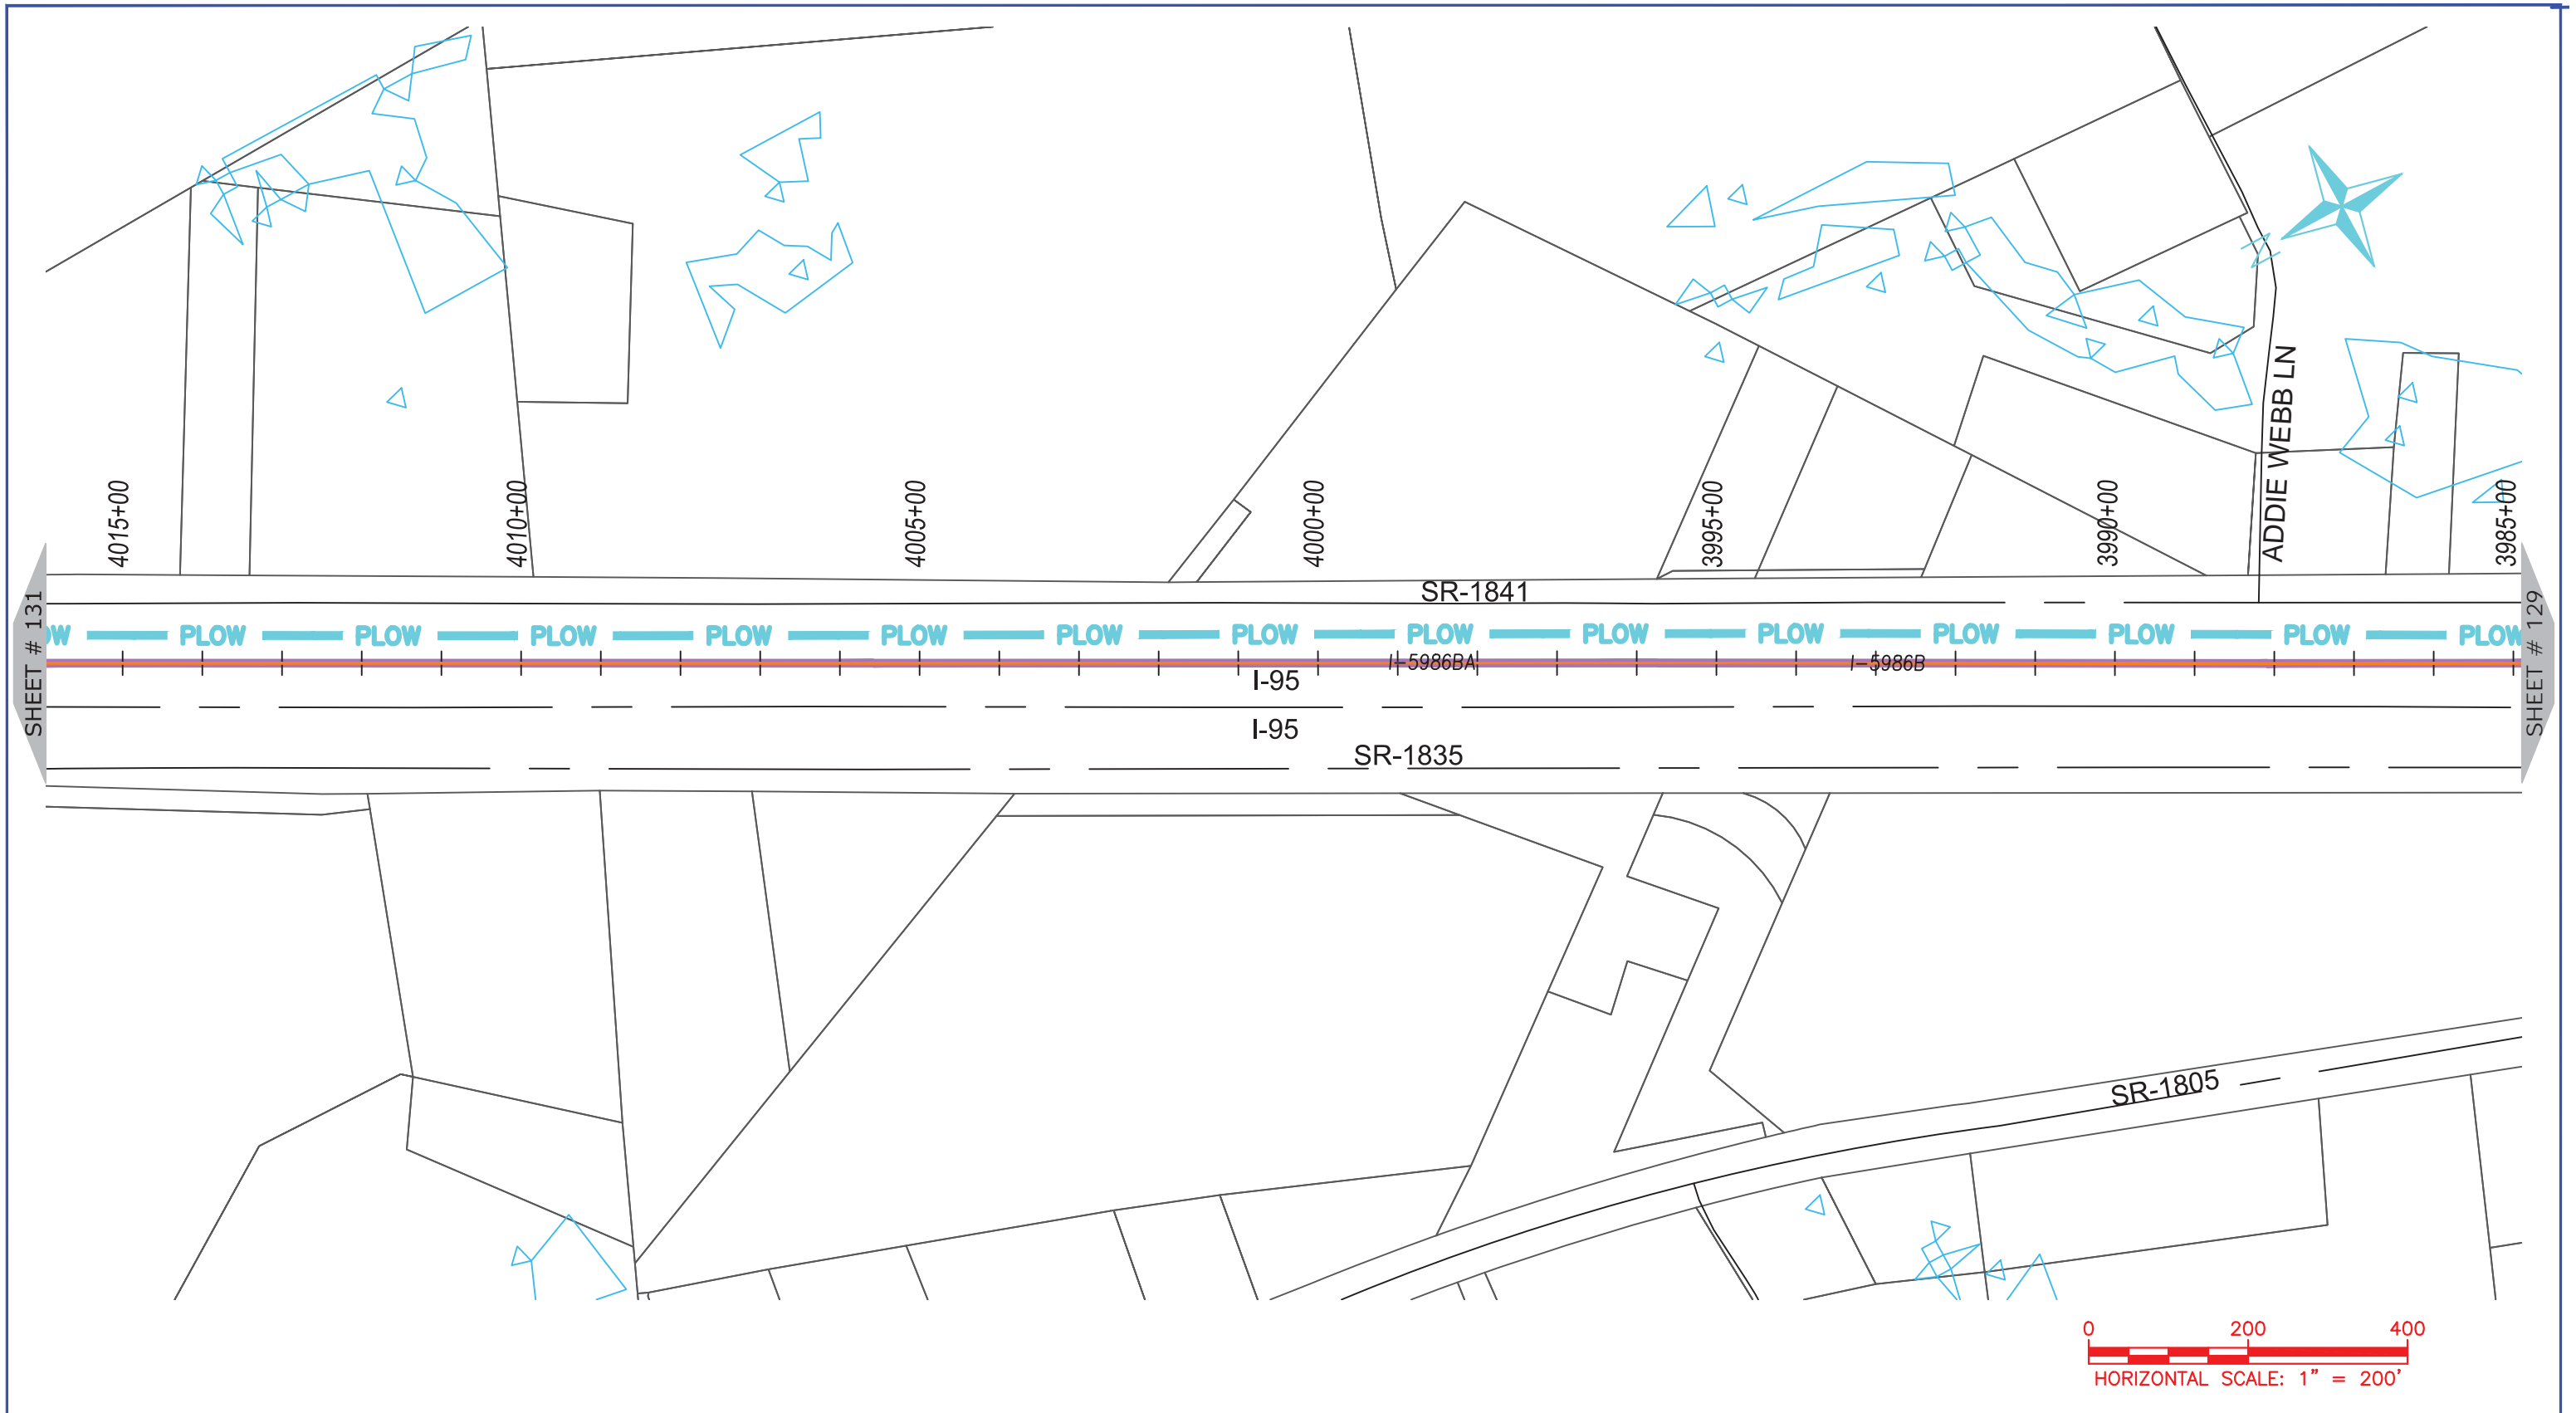 ADDIE WEBB LN
4015+00 4010+00 4005+00 4000+00 3995+00 3990+00 3985+00
SR-1841
SHEET # 131
OW PLOW PLOW PLOW PLOW PLOW PLOW PLOW PLOW PLOW PLOW PLOW PLOW PLOW PLOW
SHEET # 129
I-5986BA I-5986B
I-95
I-95
SR-1835
SR-1805
0 200 400
HORIZONTAL SCALE: 1" = 200'